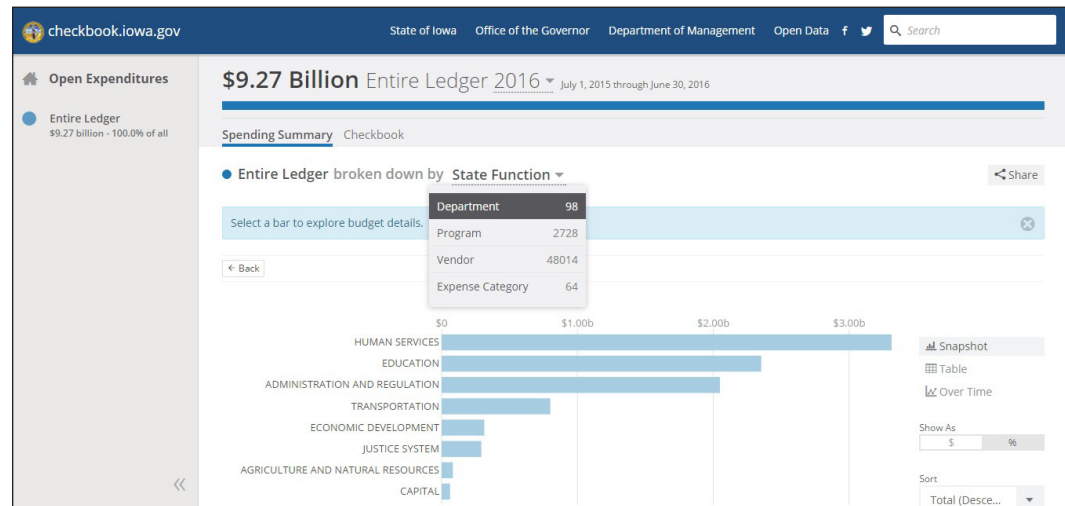 checkbook.iowa.gov
State of Iowa Office of the Governor Department of Management Open Data f Search
Open Expenditures
Entire Ledger
$9.27 billion - 100.0% of all
$9.27 Billion Entire Ledger 2016 July 1, 2015 through June 30, 2016
Spending Summary Checkbook
Entire Ledger broken down by State Function
Share
Department 98
Select a bar to explore budget details.
Program 2728
Vendor 48014
Back
Expense Category 64
$0 $1.00b $2.00b $3.00b
HUMAN SERVICES
EDUCATION
ADMINISTRATION AND REGULATION
TRANSPORTATION
ECONOMIC DEVELOPMENT
JUSTICE SYSTEM
AGRICULTURE AND NATURAL RESOURCES
CAPITAL
Snapshot
Table
Over Time
Show As
$ %
Sort
Total (Desce...